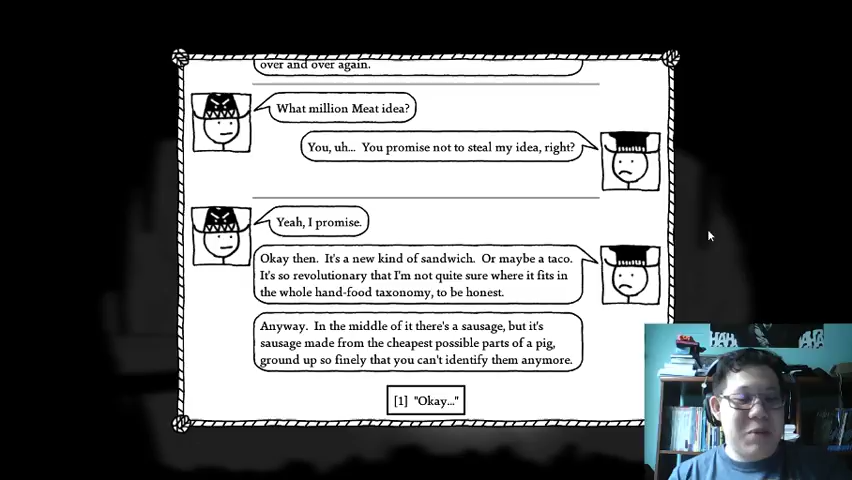 over and over again.
What million Meat idea?
You, uh... You promise not to steal my idea, right?
Yeah, I promise.
Okay then. It's a new kind of sandwich. Or maybe a taco.
It's so revolutionary that I'm not quite sure where it fits in
the whole hand-food taxonomy, to be honest.
Anyway. In the middle of it there's a sausage, but it's
sausage made from the cheapest possible parts of a pig,
ground up so finely that you can't identify them anymore.
[1] "Okay..."